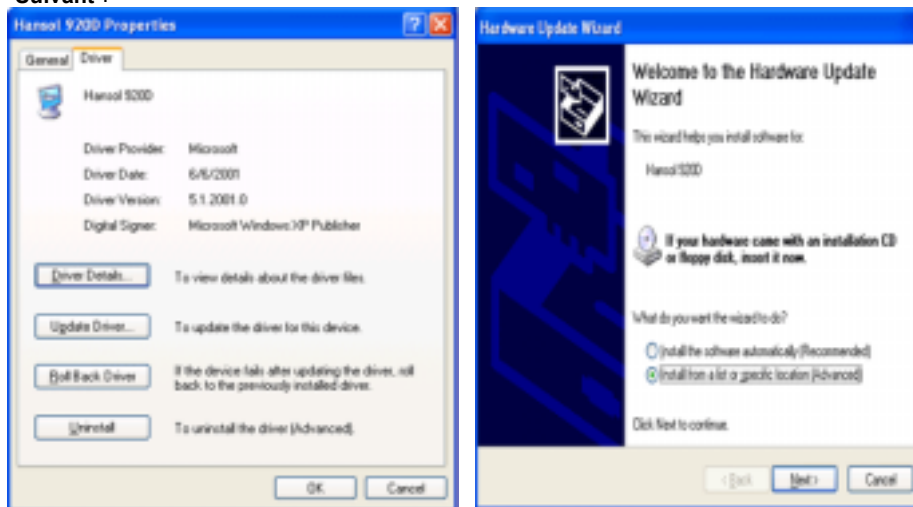 "Suivant".
Hansol 920D Properties
General
Driver
Hansol 920D
Driver Provider: Microsoft
Driver Date: 6/6/2001
Driver Version: 5.1.2001.0
Digital Signer: Microsoft Windows XP Publisher
Driver Details...
To view details about the driver files.
Update Driver...
To update the driver for this device.
Roll Back Driver
If the device fails after updating the driver, roll
back to the previously installed driver.
Uninstall
To uninstall the driver (Advanced).
OK
Cancel
Hardware Update Wizard
Welcome to the Hardware Update
Wizard
This wizard helps you install software for:
Hansol 920D
If your hardware came with an installation CD
or floppy disk, insert it now.
What do you want the wizard to do?
Install the software automatically (Recommended)
Install from a list or specific location (Advanced)
Click Next to continue.
< Back
Next >
Cancel